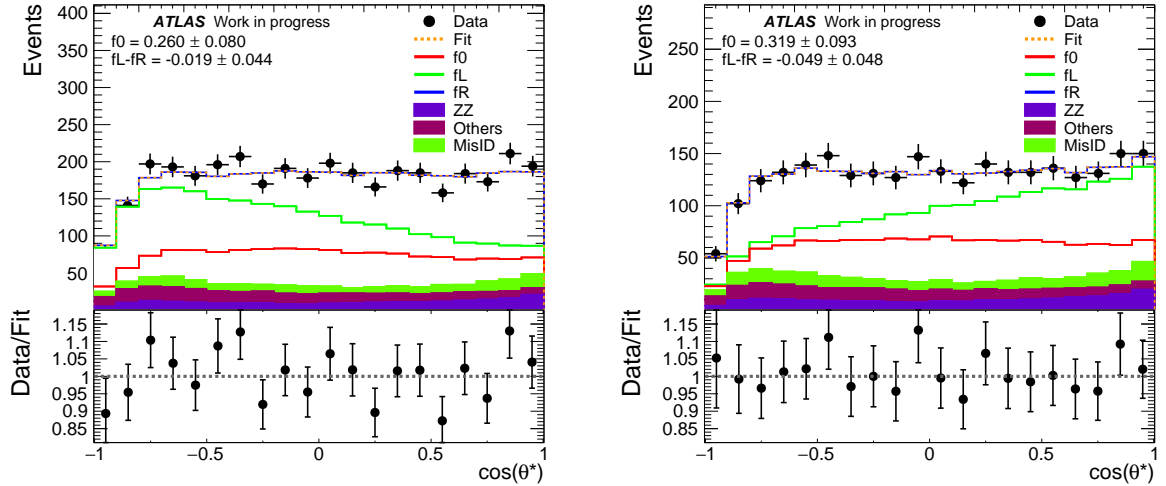 Events
400
350
300
250
200
150
100
50
ATLAS Work in progress
f0 = 0.260 ± 0.080
fL-fR = -0.019 ± 0.044
Data
Fit
f0
fL
fR
ZZ
Others
MisID
Data/Fit
1.15
1.1
1.05
1
0.95
0.9
0.85
−1 −0.5 0 0.5 1
cos(θ*)
Events
250
200
150
100
50
ATLAS Work in progress
f0 = 0.319 ± 0.093
fL-fR = -0.049 ± 0.048
Data
Fit
f0
fL
fR
ZZ
Others
MisID
Data/Fit
1.15
1.1
1.05
1
0.95
0.9
0.85
−1 −0.5 0 0.5 1
cos(θ*)